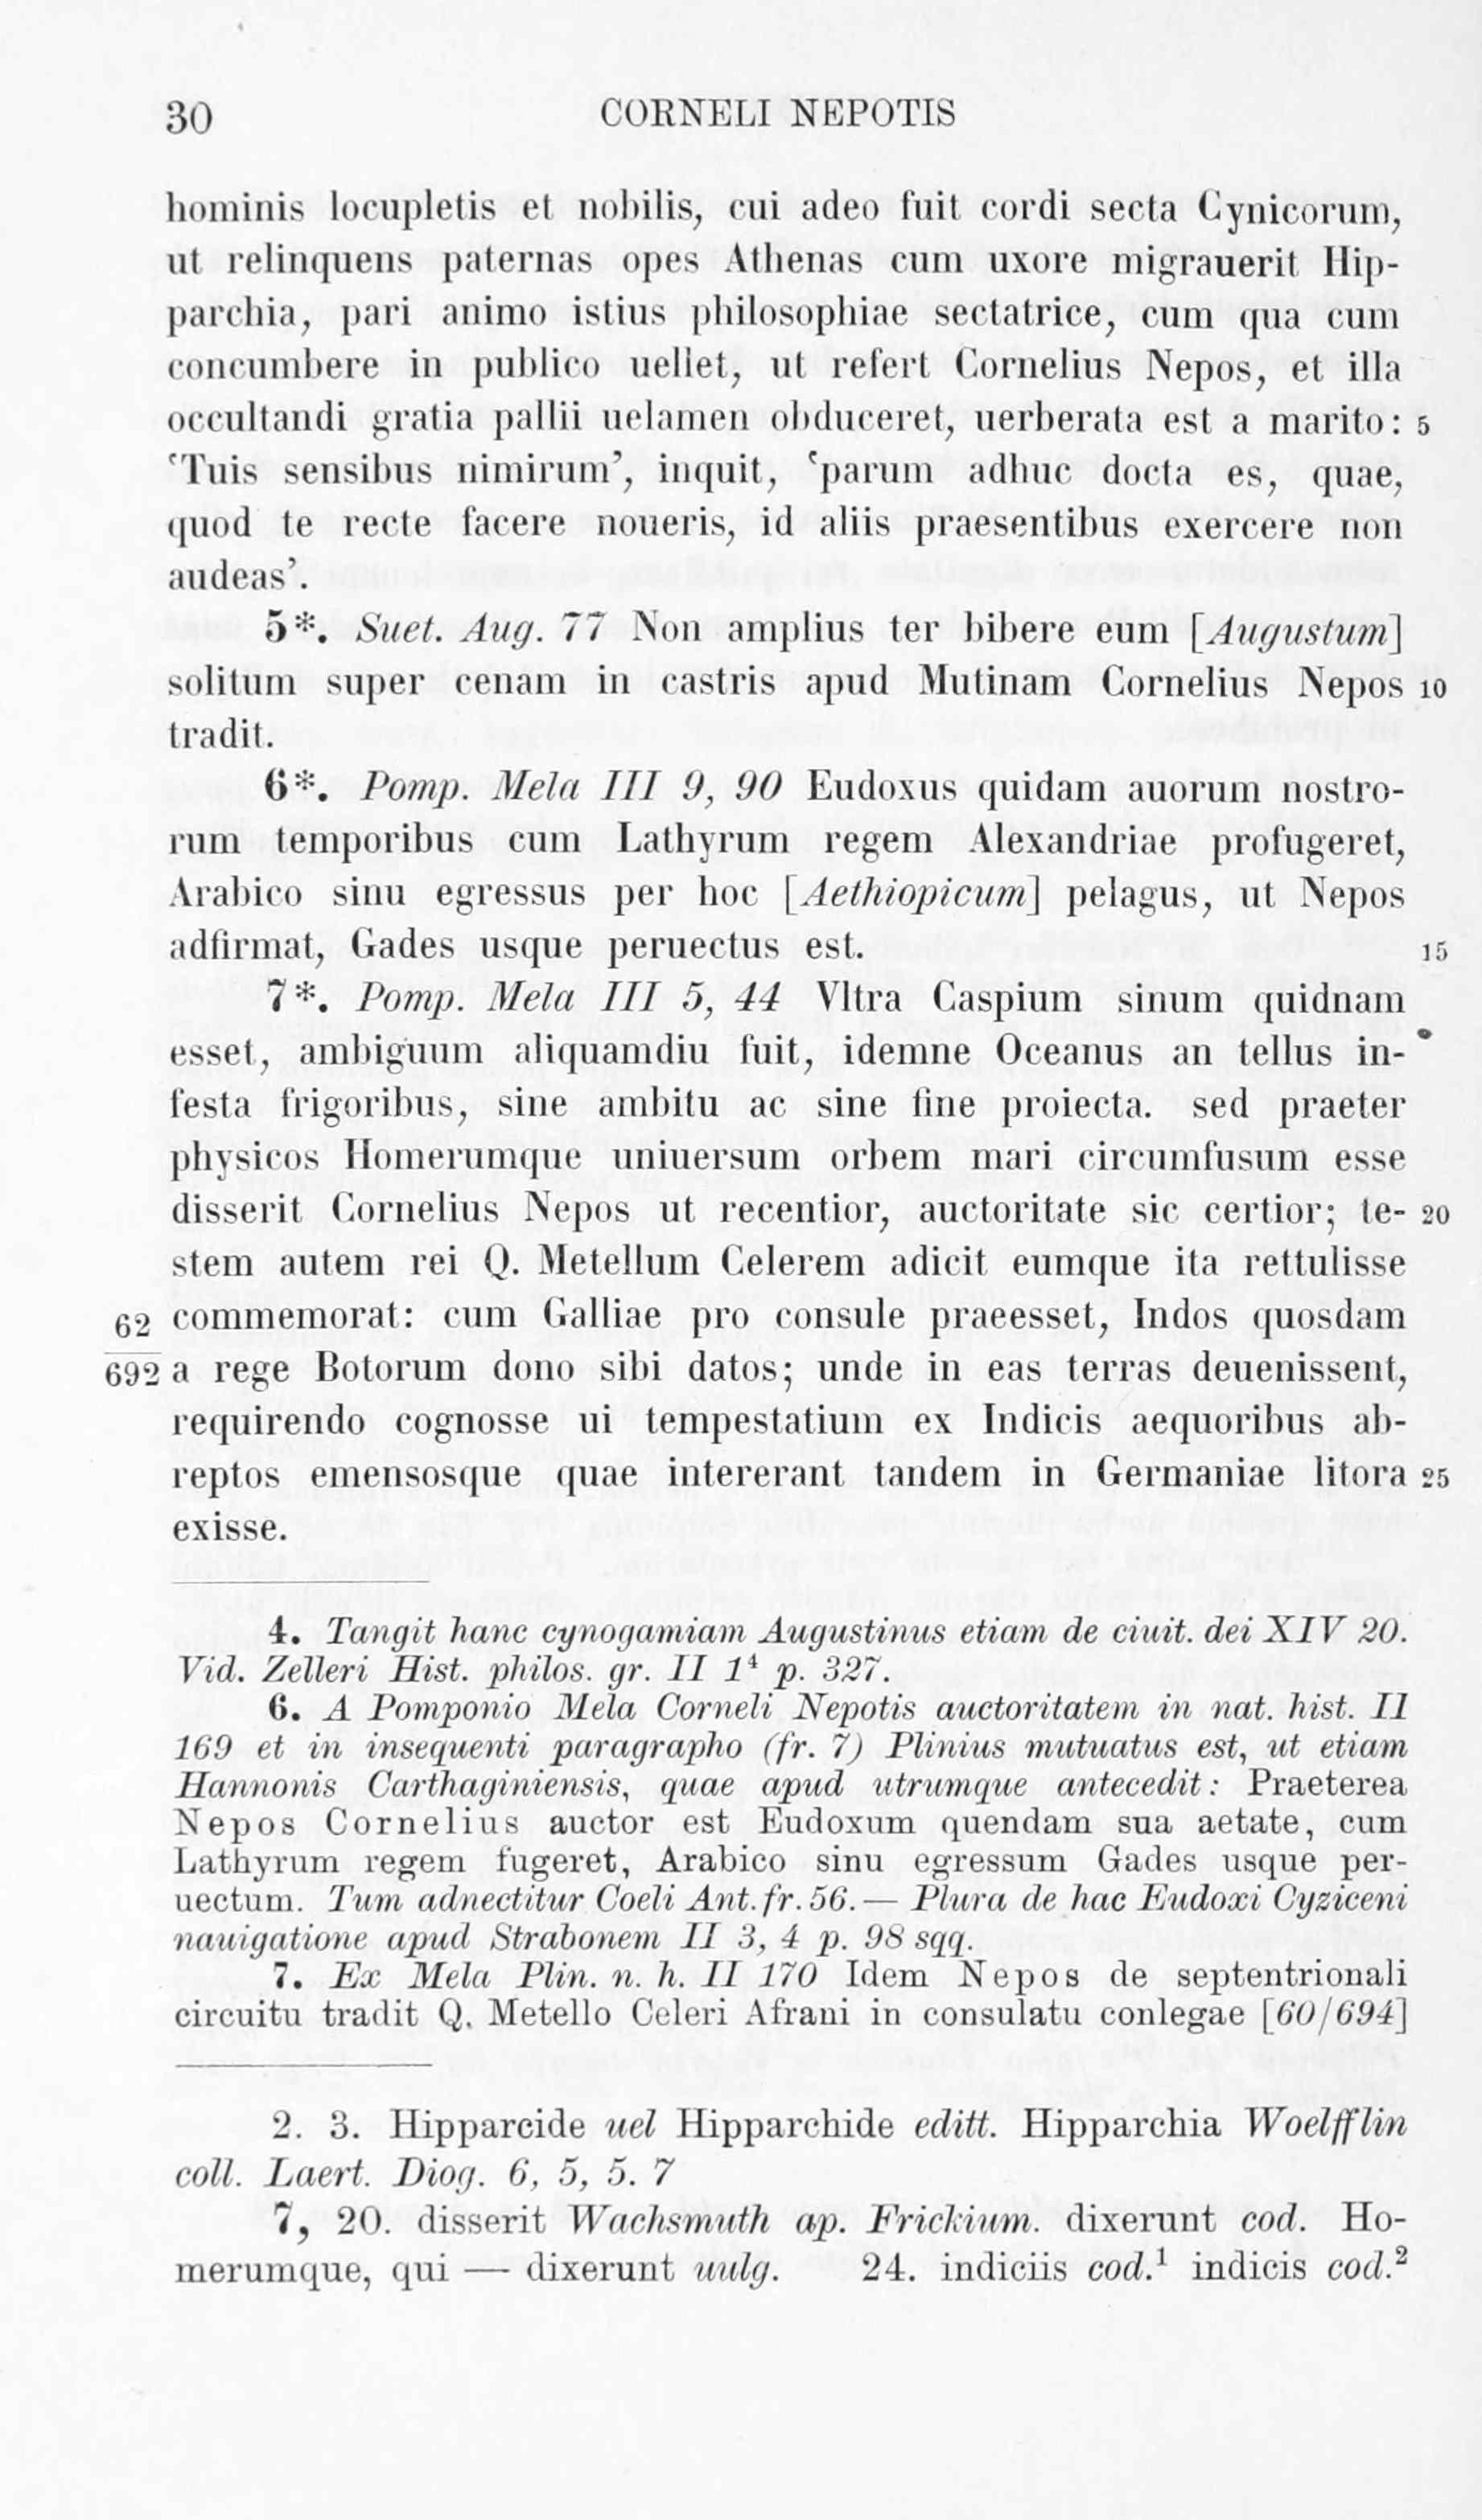 30 CORNELI NEPOTIS
hominis locupletis et nobilis, cui adeo fuit cordi secta Cynicorum,
ut relinquens paternas opes Athenas cum uxore migrauerit Hip-
parchia, pari animo istius philosophiae sectatrice, cum qua cum
concumbere in publico uellet, ut refert Cornelius Nepos, et illa
occultandi gratia pallii uelamen obduceret, uerberata est a marito: 5
‘Tuis sensibus nimirum’, inquit, ‘parum adhuc docta es, quae,
quod te recte facere noueris, id aliis praesentibus exercere non
audeas’.
5*. Suet. Aug. 77 Non amplius ter bibere eum [Augustum]
solitum super cenam in castris apud Mutinam Cornelius Nepos 10
tradit.
6*. Pomp. Mela III 9, 90 Eudoxus quidam auorum nostro-
rum temporibus cum Lathyrum regem Alexandriae profugeret,
Arabico sinu egressus per hoc [Aethiopicum] pelagus, ut Nepos
adfirmat, Gades usque peruectus est. 15
7*. Pomp. Mela III 5, 44 Vltra Caspium sinum quidnam
esset, ambiguum aliquamdiu fuit, idemne Oceanus an tellus in-
festa frigoribus, sine ambitu ac sine fine proiecta. sed praeter
physicos Homerumque uniuersum orbem mari circumfusum esse
disserit Cornelius Nepos ut recentior, auctoritate sic certior; te- 20
stem autem rei Q. Metellum Celerem adicit eumque ita rettulisse
62 commemorat: cum Galliae pro consule praeesset, Indos quosdam
692 a rege Botorum dono sibi datos; unde in eas terras deuenissent,
requirendo cognosse ui tempestatium ex Indicis aequoribus ab-
reptos emensosque quae intererant tandem in Germaniae litora 25
exisse.
4. Tangit hanc cynogamiam Augustinus etiam de ciuit. dei XIV 20.
Vid. Zelleri Hist. philos. gr. II 1⁴ p. 327.
6. A Pomponio Mela Corneli Nepotis auctoritatem in nat. hist. II
169 et in insequenti paragrapho (fr. 7) Plinius mutuatus est, ut etiam
Hannonis Carthaginiensis, quae apud utrumque antecedit: Praeterea
Nepos Cornelius auctor est Eudoxum quendam sua aetate, cum
Lathyrum regem fugeret, Arabico sinu egressum Gades usque per-
uectum. Tum adnectitur Coeli Ant. fr. 56. — Plura de hac Eudoxi Cyziceni
nauigatione apud Strabonem II 3, 4 p. 98 sqq.
7. Ex Mela Plin. n. h. II 170 Idem Nepos de septentrionali
circuitu tradit Q. Metello Celeri Afrani in consulatu conlegae [60/694]
2. 3. Hipparcide uel Hipparchide editt. Hipparchia Woelfflin
coll. Laert. Diog. 6, 5, 5. 7
7, 20. disserit Wachsmuth ap. Frickium. dixerunt cod. Ho-
merumque, qui — dixerunt uulg. 24. indiciis cod.¹ indicis cod.²